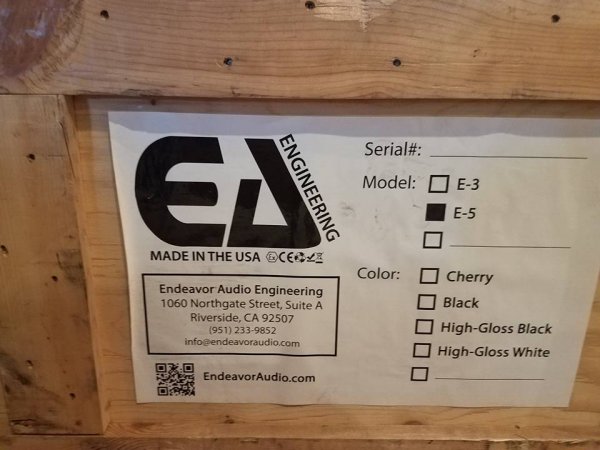 EA
ENGINEERING
MADE IN THE USA
Endeavor Audio Engineering
1060 Northgate Street, Suite A
Riverside, CA 92507
(951) 233-9852
info@endeavoraudio.com
EndeavorAudio.com
Serial#:
Model: E-3
E-5
Color: Cherry
Black
High-Gloss Black
High-Gloss White